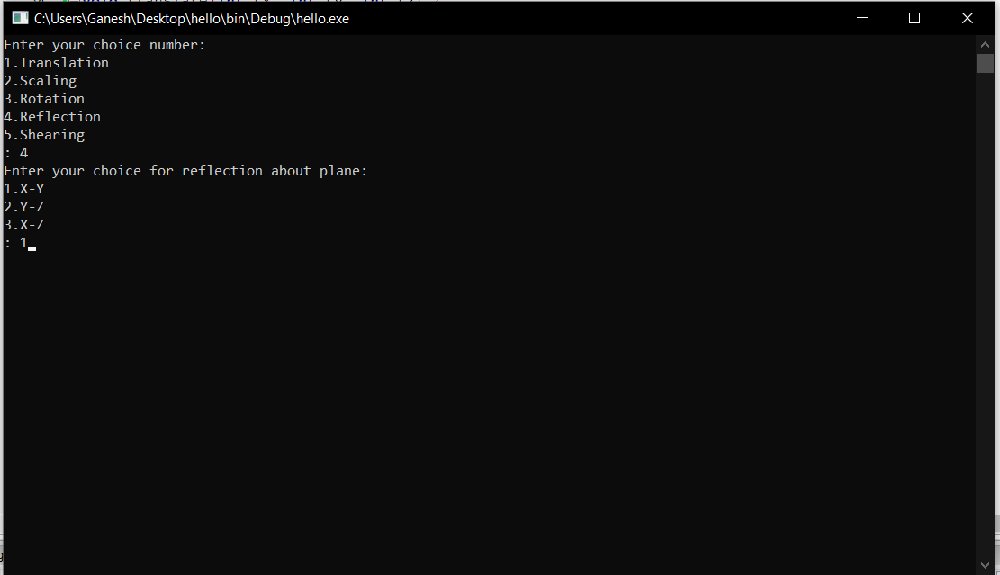 C:\Users\Ganesh\Desktop\hello\bin\Debug\hello.exe
Enter your choice number:
1.Translation
2.Scaling
3.Rotation
4.Reflection
5.Shearing
: 4
Enter your choice for reflection about plane:
1.X-Y
2.Y-Z
3.X-Z
: 1